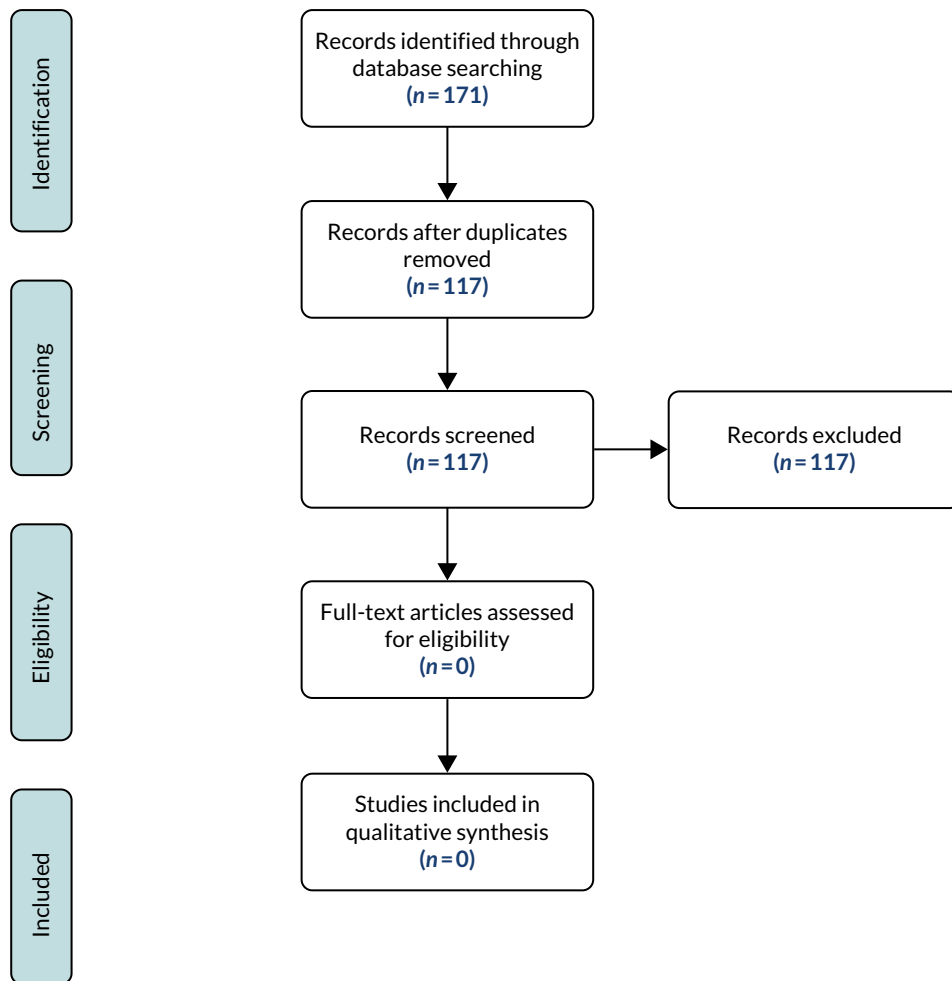 Identification
Records identified through
database searching
(n=171)
Records after duplicates
removed
(n=117)
Screening
Records screened
(n=117)
Records excluded
(n=117)
Eligibility
Full-text articles assessed
for eligibility
(n=0)
Included
Studies included in
qualitative synthesis
(n=0)